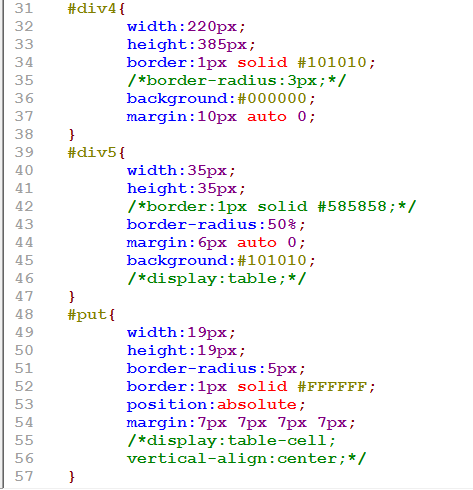 31 #div4{
32 width:220px;
33 height:385px;
34 border:1px solid #101010;
35 /*border-radius:3px;*/
36 background:#000000;
37 margin:10px auto 0;
38 }
39 #div5{
40 width:35px;
41 height:35px;
42 /*border:1px solid #585858;*/
43 border-radius:50%;
44 margin:6px auto 0;
45 background:#101010;
46 /*display:table;*/
47 }
48 #put{
49 width:19px;
50 height:19px;
51 border-radius:5px;
52 border:1px solid #FFFFFF;
53 position:absolute;
54 margin:7px 7px 7px 7px;
55 /*display:table-cell;
56 vertical-align:center;*/
57 }